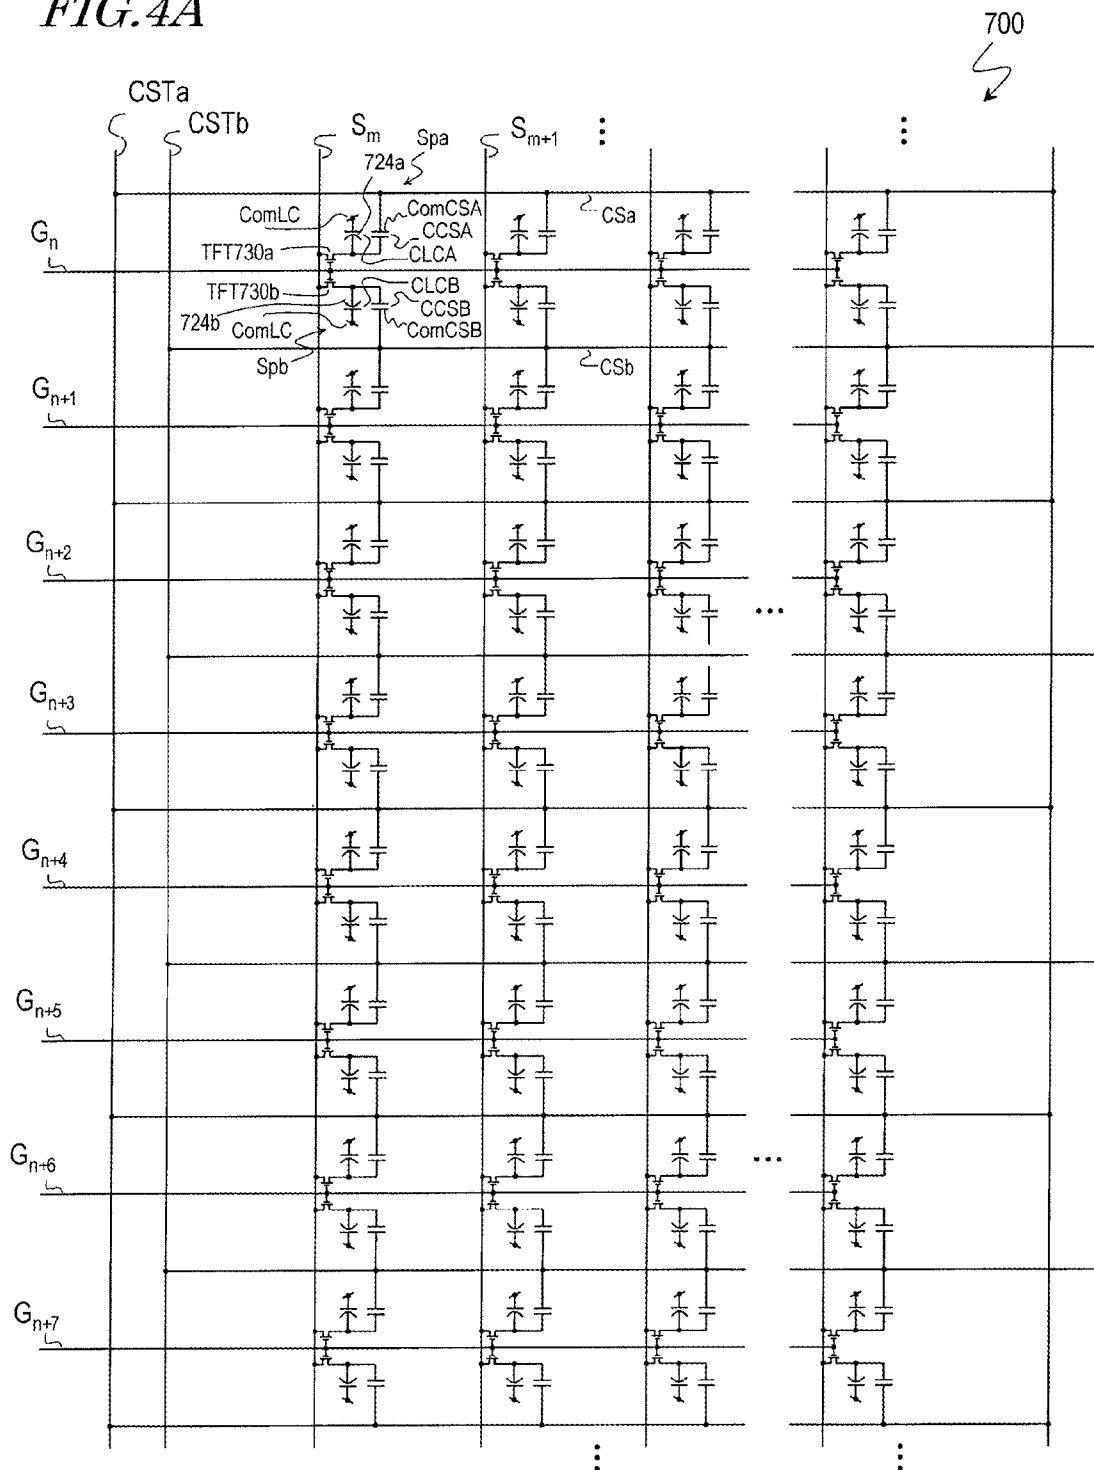 FIG. 4A
700
CSTa
CSTb
Sm
Spa
Sm+1
724a
ComLC
ComCSA
CSa
Gn
CCSA
TFT730a
CLCA
TFT730b
CLCB
724b
CCSB
ComLC
ComCSB
Spb
CSb
Gn+1
Gn+2
Gn+3
Gn+4
Gn+5
Gn+6
Gn+7